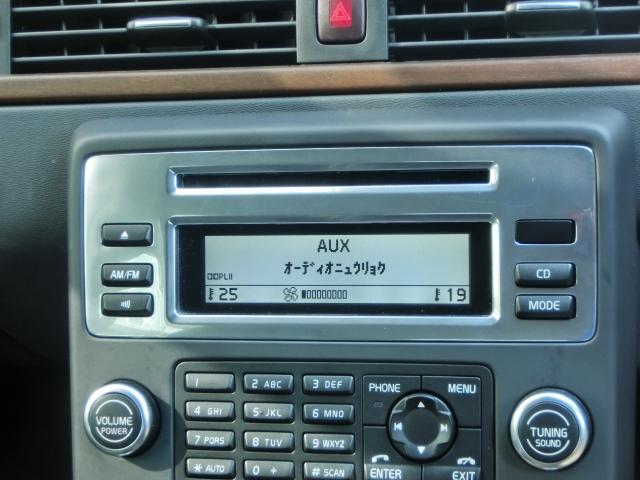 AUX
オーディオニュウリョク
PLII
25
19
AM/FM
CD
MODE
VOLUME
POWER
1
2 ABC
3 DEF
4 GHI
5 JKL
6 MNO
7 PQRS
8 TUV
9 WXYZ
* AUTO
0 +
# SCAN
PHONE
MENU
ENTER
EXIT
TUNING
SOUND